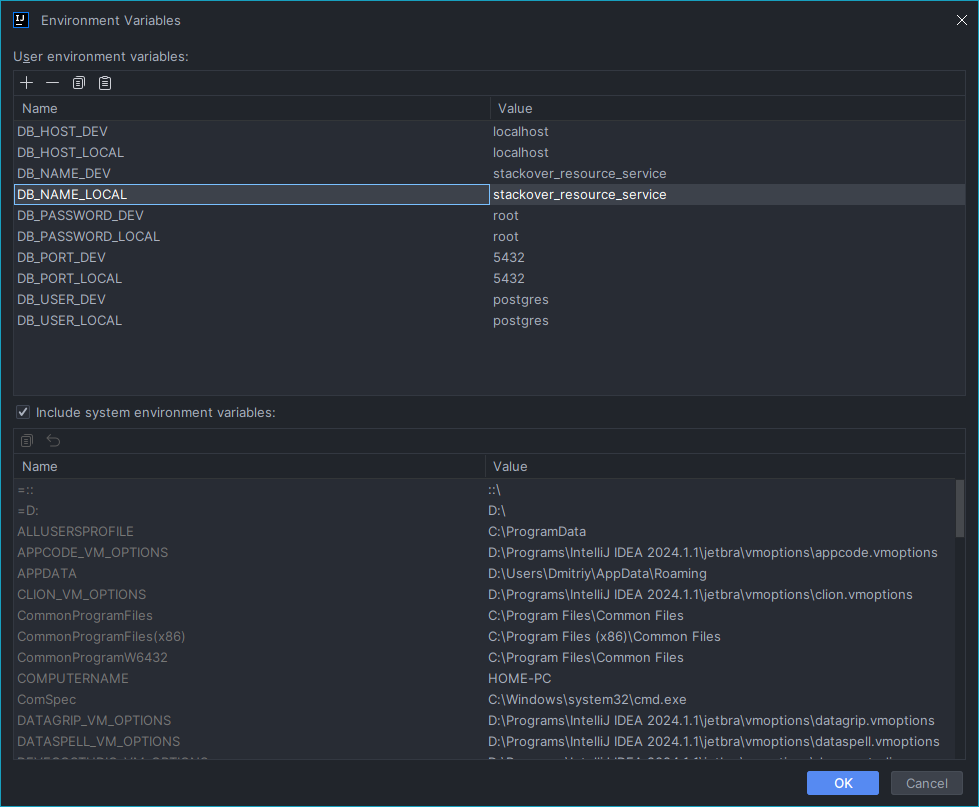 IJ Environment Variables
User environment variables:
Name Value
DB_HOST_DEV localhost
DB_HOST_LOCAL localhost
DB_NAME_DEV stackover_resource_service
DB_NAME_LOCAL stackover_resource_service
DB_PASSWORD_DEV root
DB_PASSWORD_LOCAL root
DB_PORT_DEV 5432
DB_PORT_LOCAL 5432
DB_USER_DEV postgres
DB_USER_LOCAL postgres
Include system environment variables:
Name Value
=:: ::\
=D: D:\
ALLUSERSPROFILE C:\ProgramData
APPCODE_VM_OPTIONS D:\Programs\IntelliJ IDEA 2024.1.1\jetbra\vmoptions\appcode.vmoptions
APPDATA D:\Users\Dmitriy\AppData\Roaming
CLION_VM_OPTIONS D:\Programs\IntelliJ IDEA 2024.1.1\jetbra\vmoptions\clion.vmoptions
CommonProgramFiles C:\Program Files\Common Files
CommonProgramFiles(x86) C:\Program Files (x86)\Common Files
CommonProgramW6432 C:\Program Files\Common Files
COMPUTERNAME HOME-PC
ComSpec C:\Windows\system32\cmd.exe
DATAGRIP_VM_OPTIONS D:\Programs\IntelliJ IDEA 2024.1.1\jetbra\vmoptions\datagrip.vmoptions
DATASPELL_VM_OPTIONS D:\Programs\IntelliJ IDEA 2024.1.1\jetbra\vmoptions\dataspell.vmoptions
OK Cancel